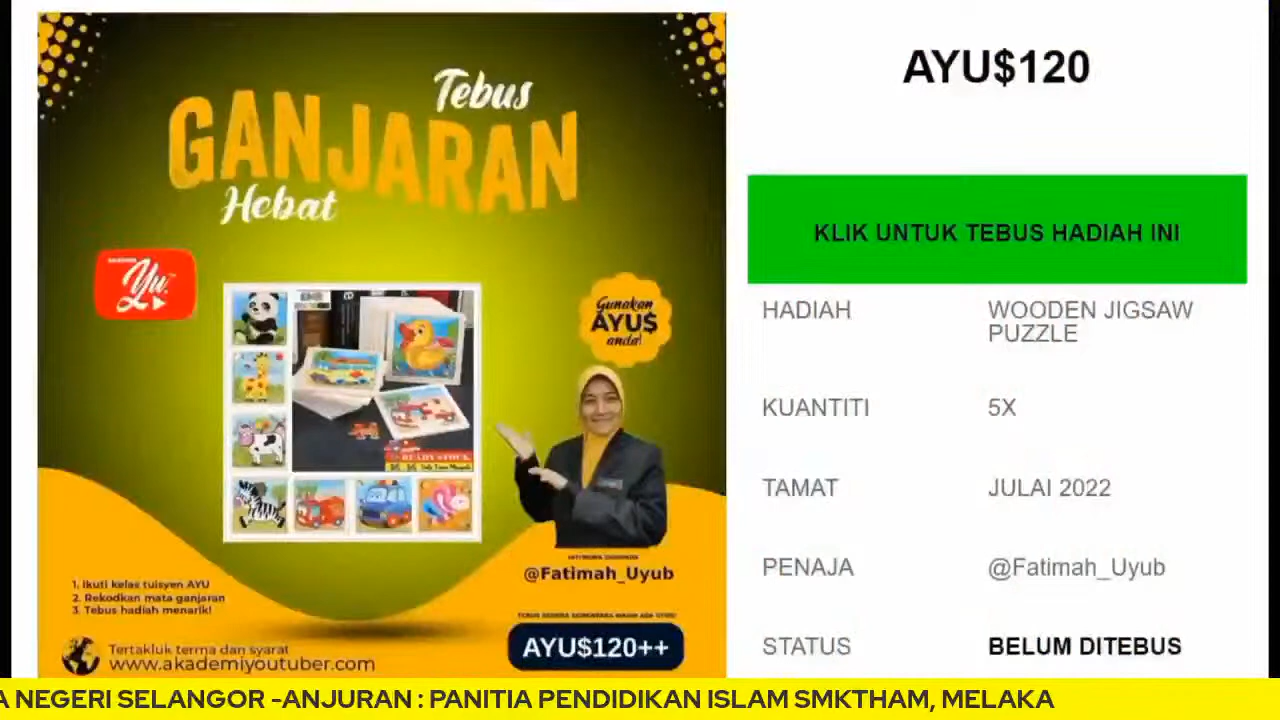 Tebus
GANJARAN
Hebat
Yu
Gunakan
AYU$
anda!
READY STOCK
@Fatimah_Uyub
1. Ikuti kelas tuisyen AYU
2. Rekodkan mata ganjaran
3. Tebus hadiah menarik!
AYU$120++
Tertakluk terma dan syarat
www.akademiyoutuber.com
AYU$120
KLIK UNTUK TEBUS HADIAH INI
HADIAH WOODEN JIGSAW
PUZZLE
KUANTITI 5X
TAMAT JULAI 2022
PENAJA @Fatimah_Uyub
STATUS BELUM DITEBUS
A NEGERI SELANGOR -ANJURAN : PANITIA PENDIDIKAN ISLAM SMKTHAM, MELAKA